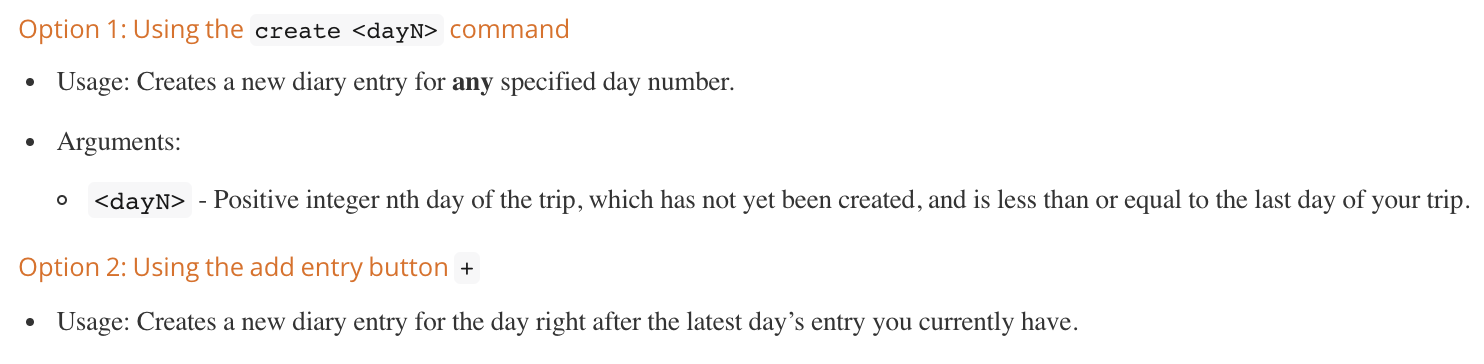 Option 1: Using the create <dayN> command
• Usage: Creates a new diary entry for any specified day number.
• Arguments:
◦ <dayN> - Positive integer nth day of the trip, which has not yet been created, and is less than or equal to the last day of your trip.
Option 2: Using the add entry button +
• Usage: Creates a new diary entry for the day right after the latest day’s entry you currently have.